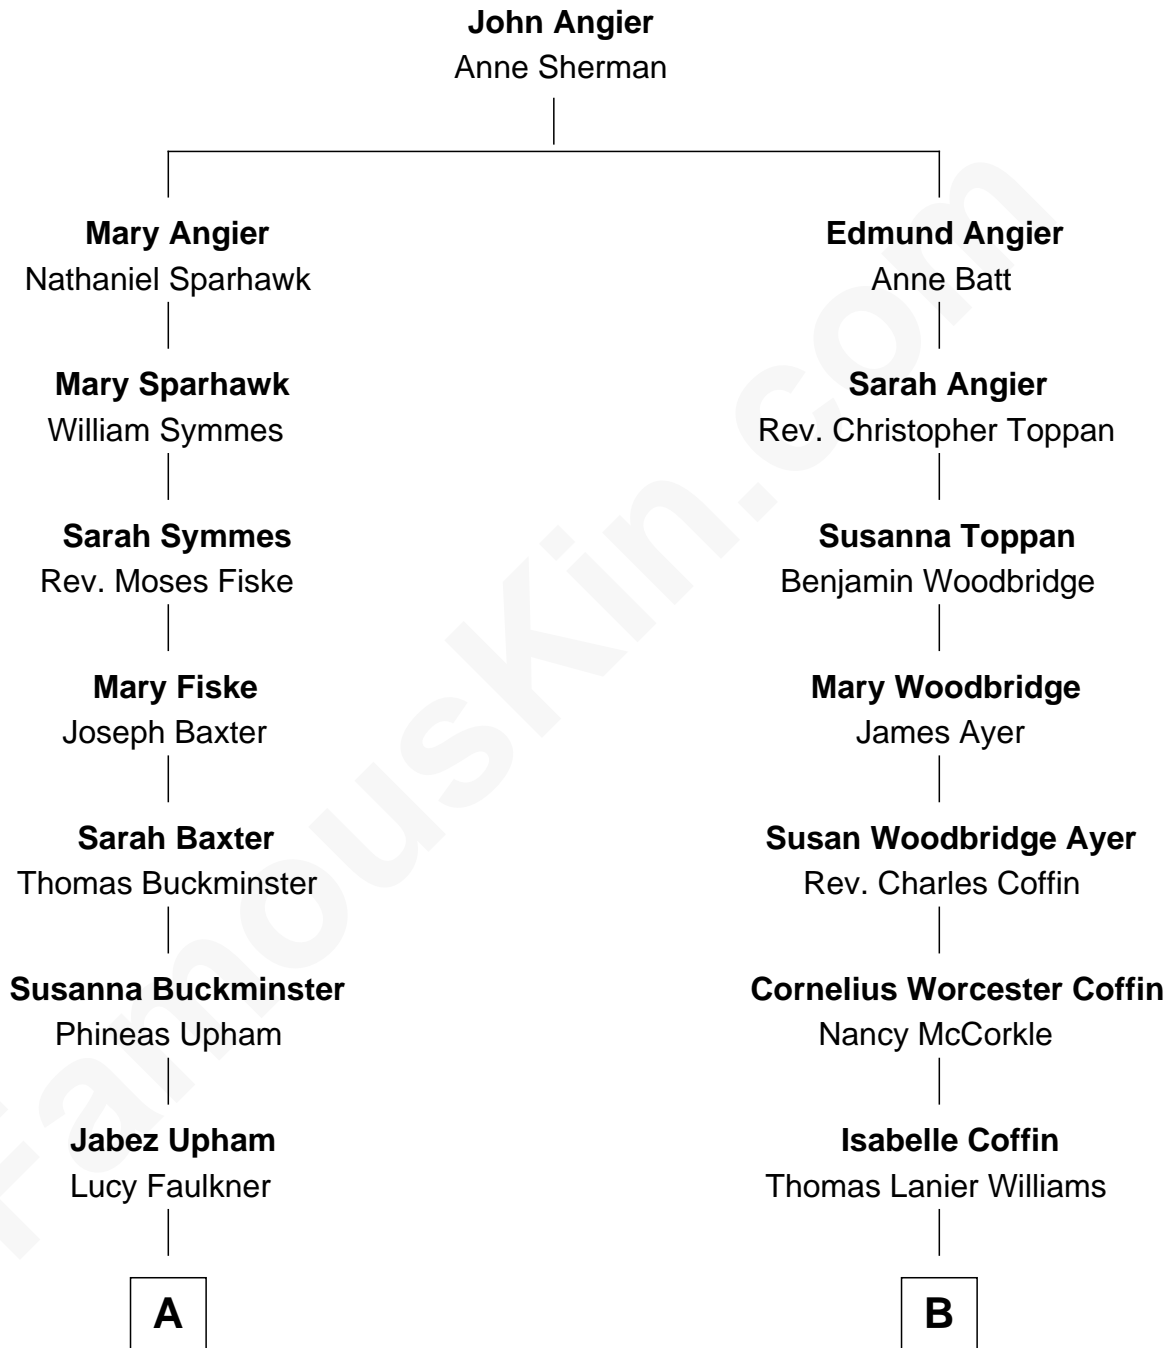 John Angier
Anne Sherman
Mary Angier
Nathaniel Sparhawk
Edmund Angier
Anne Batt
Mary Sparhawk
William Symmes
Sarah Angier
Rev. Christopher Toppan
Sarah Symmes
Rev. Moses Fiske
Susanna Toppan
Benjamin Woodbridge
Mary Fiske
Joseph Baxter
Mary Woodbridge
James Ayer
Sarah Baxter
Thomas Buckminster
Susan Woodbridge Ayer
Rev. Charles Coffin
Susanna Buckminster
Phineas Upham
Cornelius Worcester Coffin
Nancy McCorkle
Jabez Upham
Lucy Faulkner
Isabelle Coffin
Thomas Lanier Williams
A
B
FamousKin.com